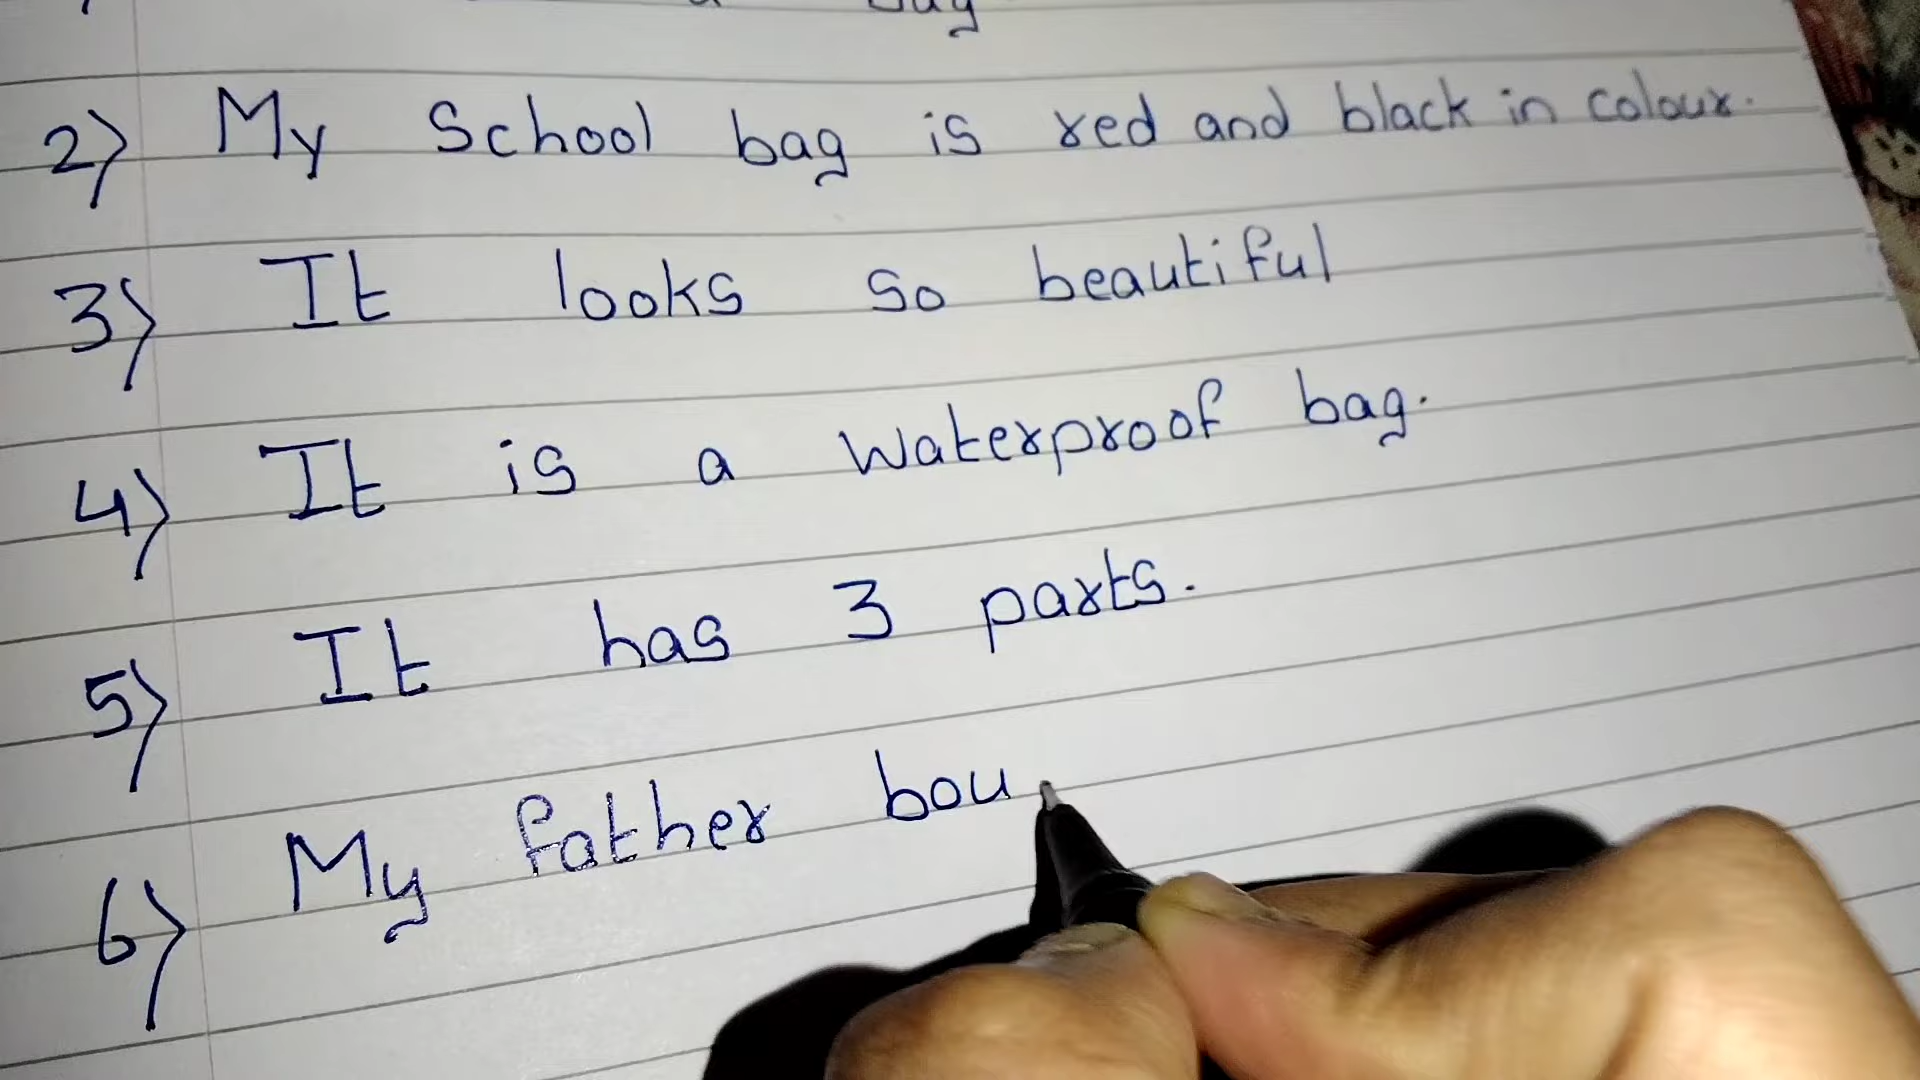 bag
2) My School bag is red and black in colour.
3) It looks so beautiful
4) It is a waterproof bag.
5) It has 3 parts.
6) My father bou